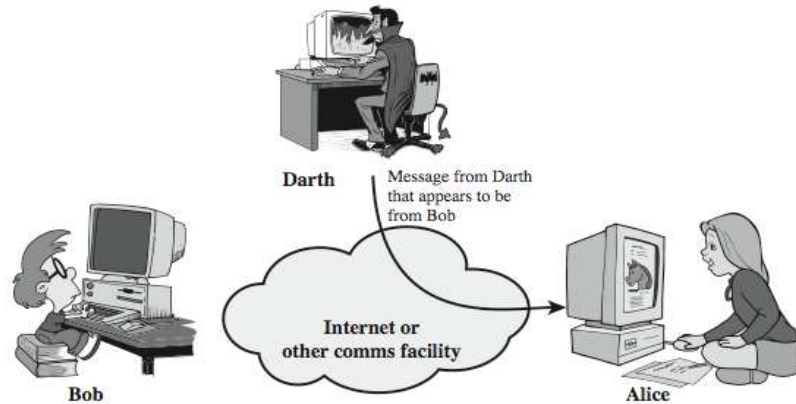 Darth
Message from Darth
that appears to be
from Bob
Internet or
other comms facility
Bob
Alice